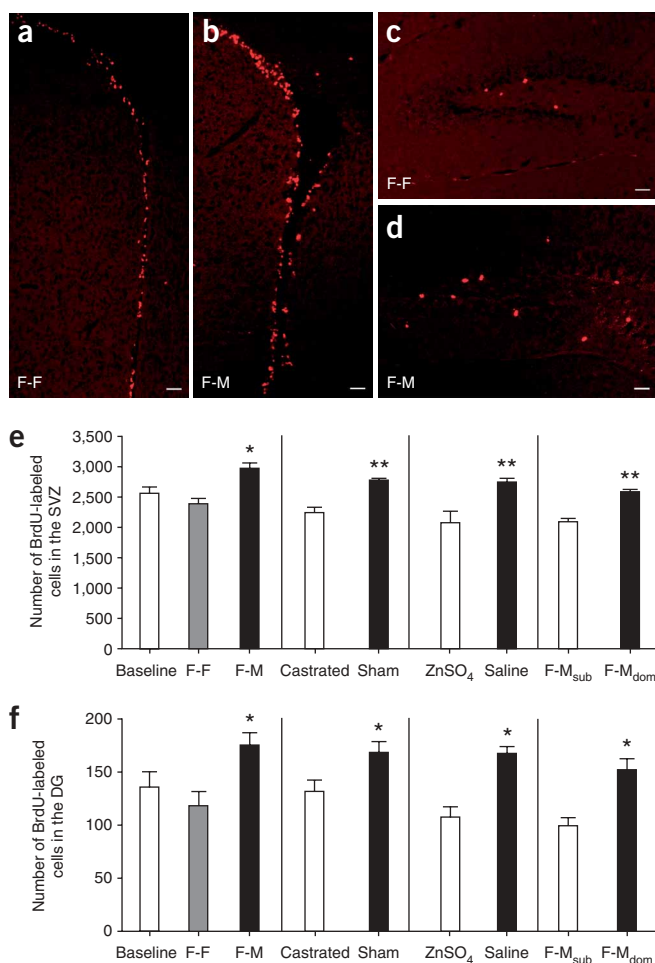 a
b
c
F-F
d
F-F
F-M
F-M
e
Number of BrdU-labeled
cells in the SVZ
3,500
3,000
2,500
2,000
1,500
1,000
500
0
*
**
**
**
Baseline F-F F-M Castrated Sham ZnSO₄ Saline F-Msub F-Mdom
f
Number of BrdU-labeled
cells in the DG
200
150
100
50
0
*
*
*
*
Baseline F-F F-M Castrated Sham ZnSO₄ Saline F-Msub F-Mdom